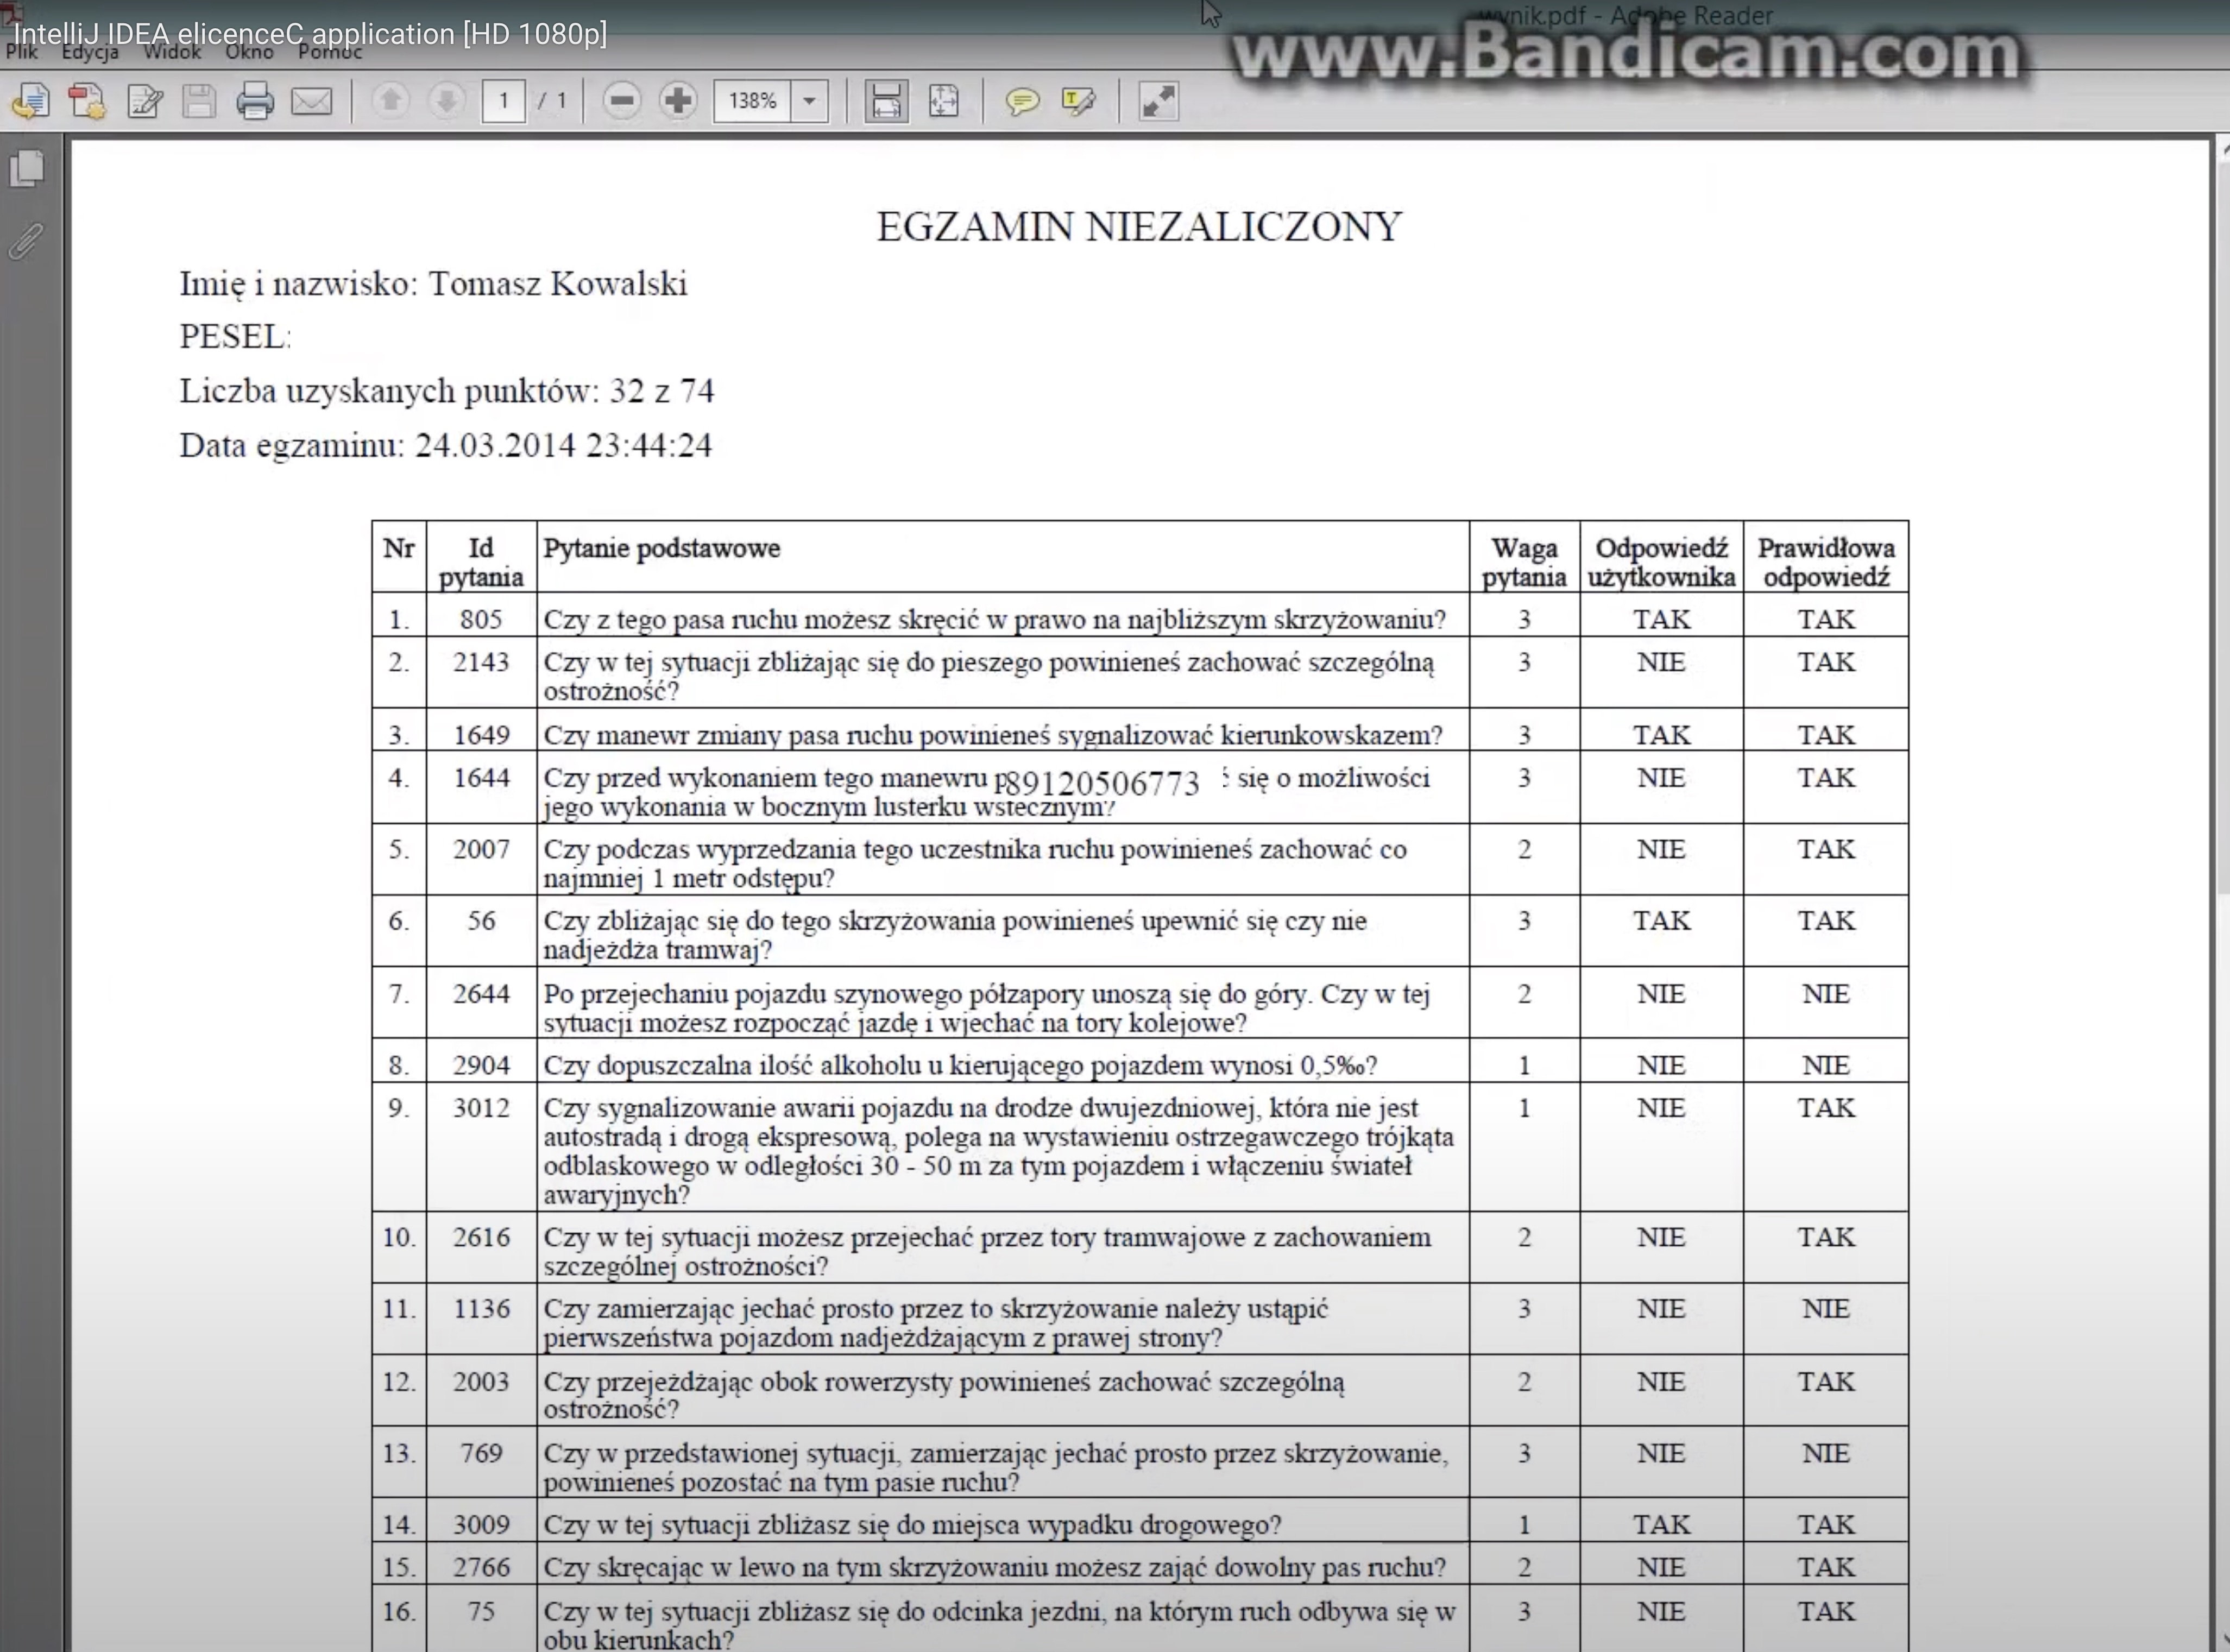 wynik.pdf - Adobe Reader
IntelliJ IDEA elicenceC application [HD 1080p]
www.Bandicam.com
Plik Edycja Widok Okno Pomoc
1 / 1 138%
EGZAMIN NIEZALICZONY
Imię i nazwisko: Tomasz Kowalski
PESEL:
Liczba uzyskanych punktów: 32 z 74
Data egzaminu: 24.03.2014 23:44:24
Nr Id pytania Pytanie podstawowe Waga pytania Odpowiedź użytkownika Prawidłowa odpowiedź
1. 805 Czy z tego pasa ruchu możesz skręcić w prawo na najbliższym skrzyżowaniu? 3 TAK TAK
2. 2143 Czy w tej sytuacji zbliżając się do pieszego powinieneś zachować szczególną 3 NIE TAK
ostrożność?
3. 1649 Czy manewr zmiany pasa ruchu powinieneś sygnalizować kierunkowskazem? 3 TAK TAK
4. 1644 Czy przed wykonaniem tego manewru p89120506773 się o możliwości 3 NIE TAK
jego wykonania w bocznym lusterku wstecznym?
5. 2007 Czy podczas wyprzedzania tego uczestnika ruchu powinieneś zachować co 2 NIE TAK
najmniej 1 metr odstępu?
6. 56 Czy zbliżając się do tego skrzyżowania powinieneś upewnić się czy nie 3 TAK TAK
nadjeżdża tramwaj?
7. 2644 Po przejechaniu pojazdu szynowego półzapory unoszą się do góry. Czy w tej 2 NIE NIE
sytuacji możesz rozpocząć jazdę i wjechać na tory kolejowe?
8. 2904 Czy dopuszczalna ilość alkoholu u kierującego pojazdem wynosi 0,5‰? 1 NIE NIE
9. 3012 Czy sygnalizowanie awarii pojazdu na drodze dwujezdniowej, która nie jest 1 NIE TAK
autostradą i drogą ekspresową, polega na wystawieniu ostrzegawczego trójkąta
odblaskowego w odległości 30 - 50 m za tym pojazdem i włączeniu świateł
awaryjnych?
10. 2616 Czy w tej sytuacji możesz przejechać przez tory tramwajowe z zachowaniem 2 NIE TAK
szczególnej ostrożności?
11. 1136 Czy zamierzając jechać prosto przez to skrzyżowanie należy ustąpić 3 NIE NIE
pierwszeństwa pojazdom nadjeżdżającym z prawej strony?
12. 2003 Czy przejeżdżając obok rowerzysty powinieneś zachować szczególną 2 NIE TAK
ostrożność?
13. 769 Czy w przedstawionej sytuacji, zamierzając jechać prosto przez skrzyżowanie, 3 NIE NIE
powinieneś pozostać na tym pasie ruchu?
14. 3009 Czy w tej sytuacji zbliżasz się do miejsca wypadku drogowego? 1 TAK TAK
15. 2766 Czy skręcając w lewo na tym skrzyżowaniu możesz zająć dowolny pas ruchu? 2 NIE TAK
16. 75 Czy w tej sytuacji zbliżasz się do odcinka jezdni, na którym ruch odbywa się w 3 NIE TAK
obu kierunkach?